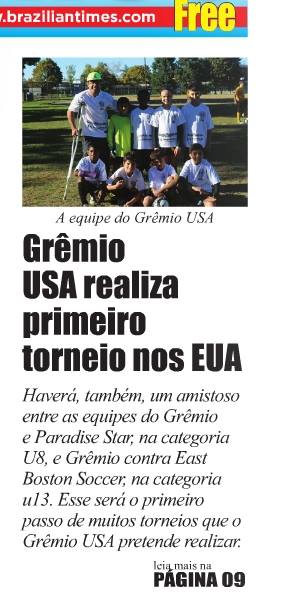 w.braziliantimes.com
Free
A equipe do Grêmio USA
Grêmio
USA realiza
primeiro
torneio nos EUA
Haverá, também, um amistoso
entre as equipes do Grêmio
e Paradise Star, na categoria
U8, e Grêmio contra East
Boston Soccer, na categoria
u13. Esse será o primeiro
passo de muitos torneios que o
Grêmio USA pretende realizar.
leia mais na
PÁGINA 09